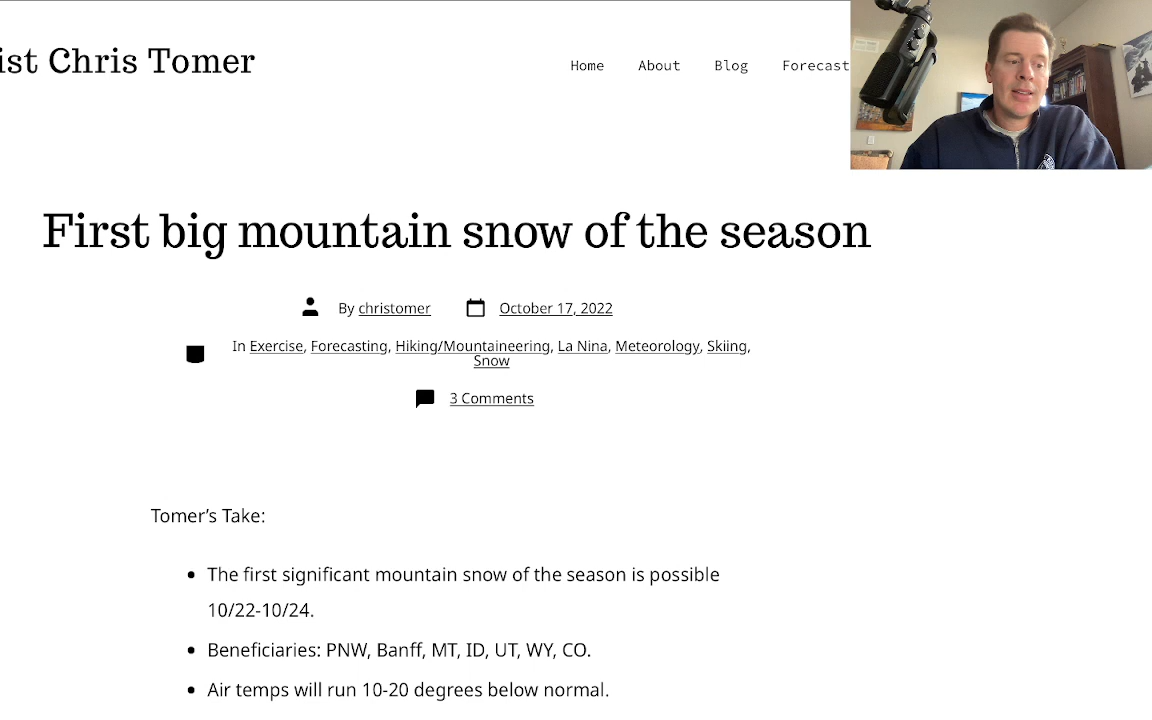 ist Chris Tomer
Home About Blog Forecast
First big mountain snow of the season
By christomer October 17, 2022
In Exercise, Forecasting, Hiking/Mountaineering, La Nina, Meteorology, Skiing,
Snow
3 Comments
Tomer’s Take:
• The first significant mountain snow of the season is possible
10/22-10/24.
• Beneficiaries: PNW, Banff, MT, ID, UT, WY, CO.
• Air temps will run 10-20 degrees below normal.